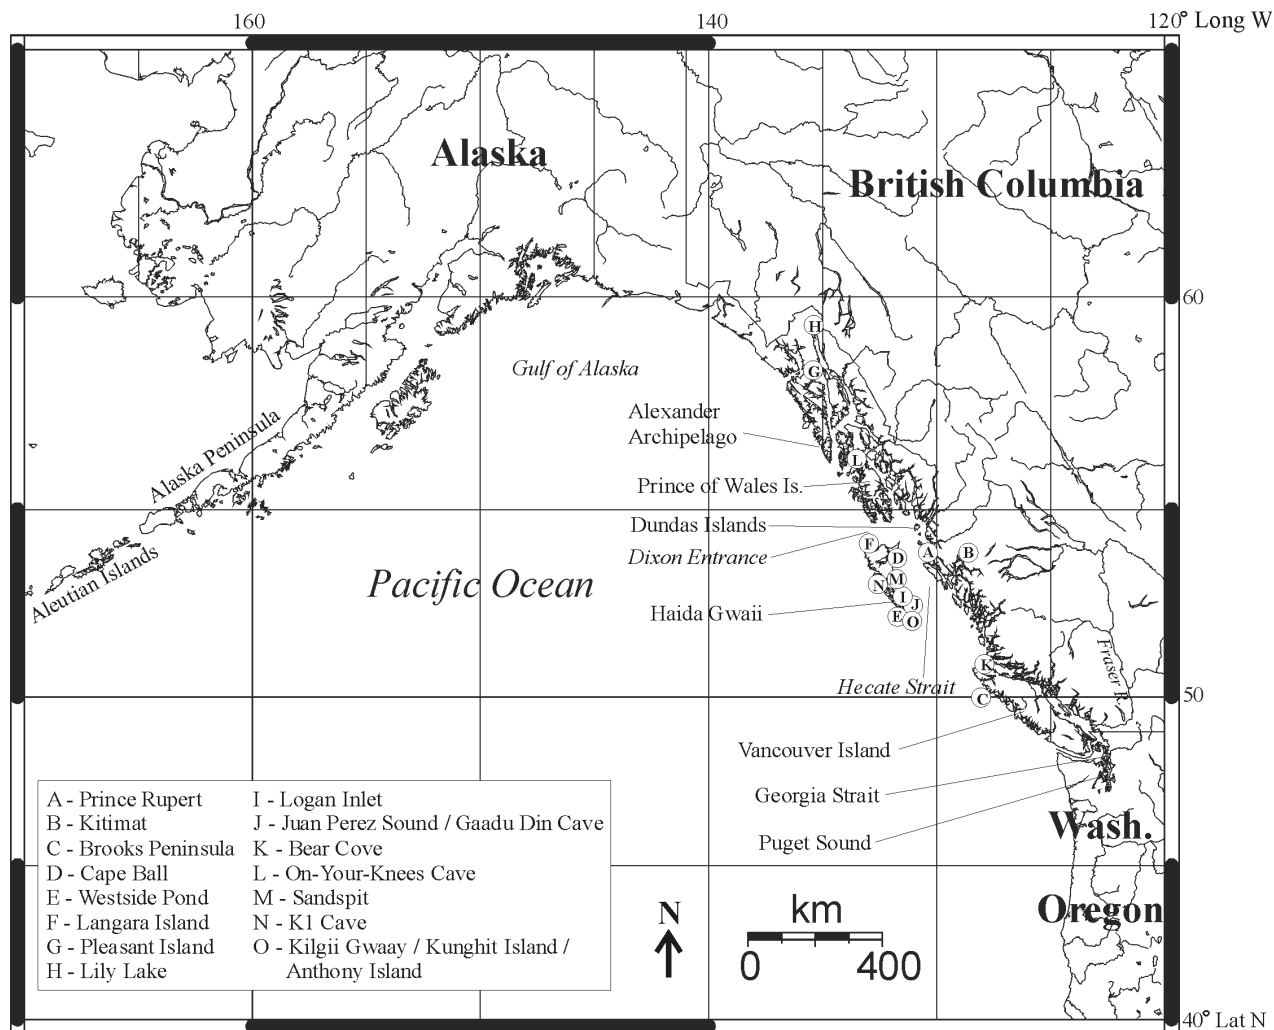 160
140
120° Long W
Alaska
British Columbia
60
H
G
Gulf of Alaska
Alexander
Archipelago
Alaska Peninsula
L
Prince of Wales Is.
Dundas Islands
Dixon Entrance
F
D
A
B
Aleutian Islands
Pacific Ocean
M
N
I
J
Haida Gwaii
E
O
Fraser R.
K
Hecate Strait
C
50
Vancouver Island
Georgia Strait
Puget Sound
Wash.
Oregon
A - Prince Rupert
B - Kitimat
C - Brooks Peninsula
D - Cape Ball
E - Westside Pond
F - Langara Island
G - Pleasant Island
H - Lily Lake
I - Logan Inlet
J - Juan Perez Sound / Gaadu Din Cave
K - Bear Cove
L - On-Your-Knees Cave
M - Sandspit
N - K1 Cave
O - Kilgii Gwaay / Kunghit Island /
Anthony Island
N
km
0
400
40° Lat N